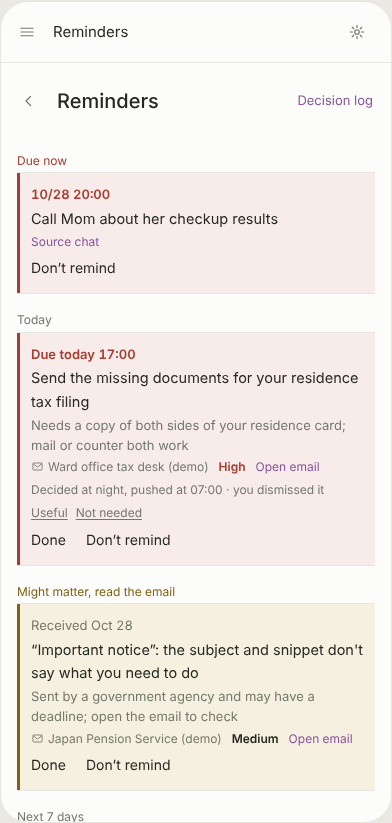 Reminders
Reminders
Decision log
Due now
10/28 20:00
Call Mom about her checkup results
Source chat
Don’t remind
Today
Due today 17:00
Send the missing documents for your residence
tax filing
Needs a copy of both sides of your residence card;
mail or counter both work
Ward office tax desk (demo) High Open email
Decided at night, pushed at 07:00 · you dismissed it
Useful Not needed
Done Don’t remind
Might matter, read the email
Received Oct 28
“Important notice”: the subject and snippet don't
say what you need to do
Sent by a government agency and may have a
deadline; open the email to check
Japan Pension Service (demo) Medium Open email
Done Don’t remind
Next 7 days